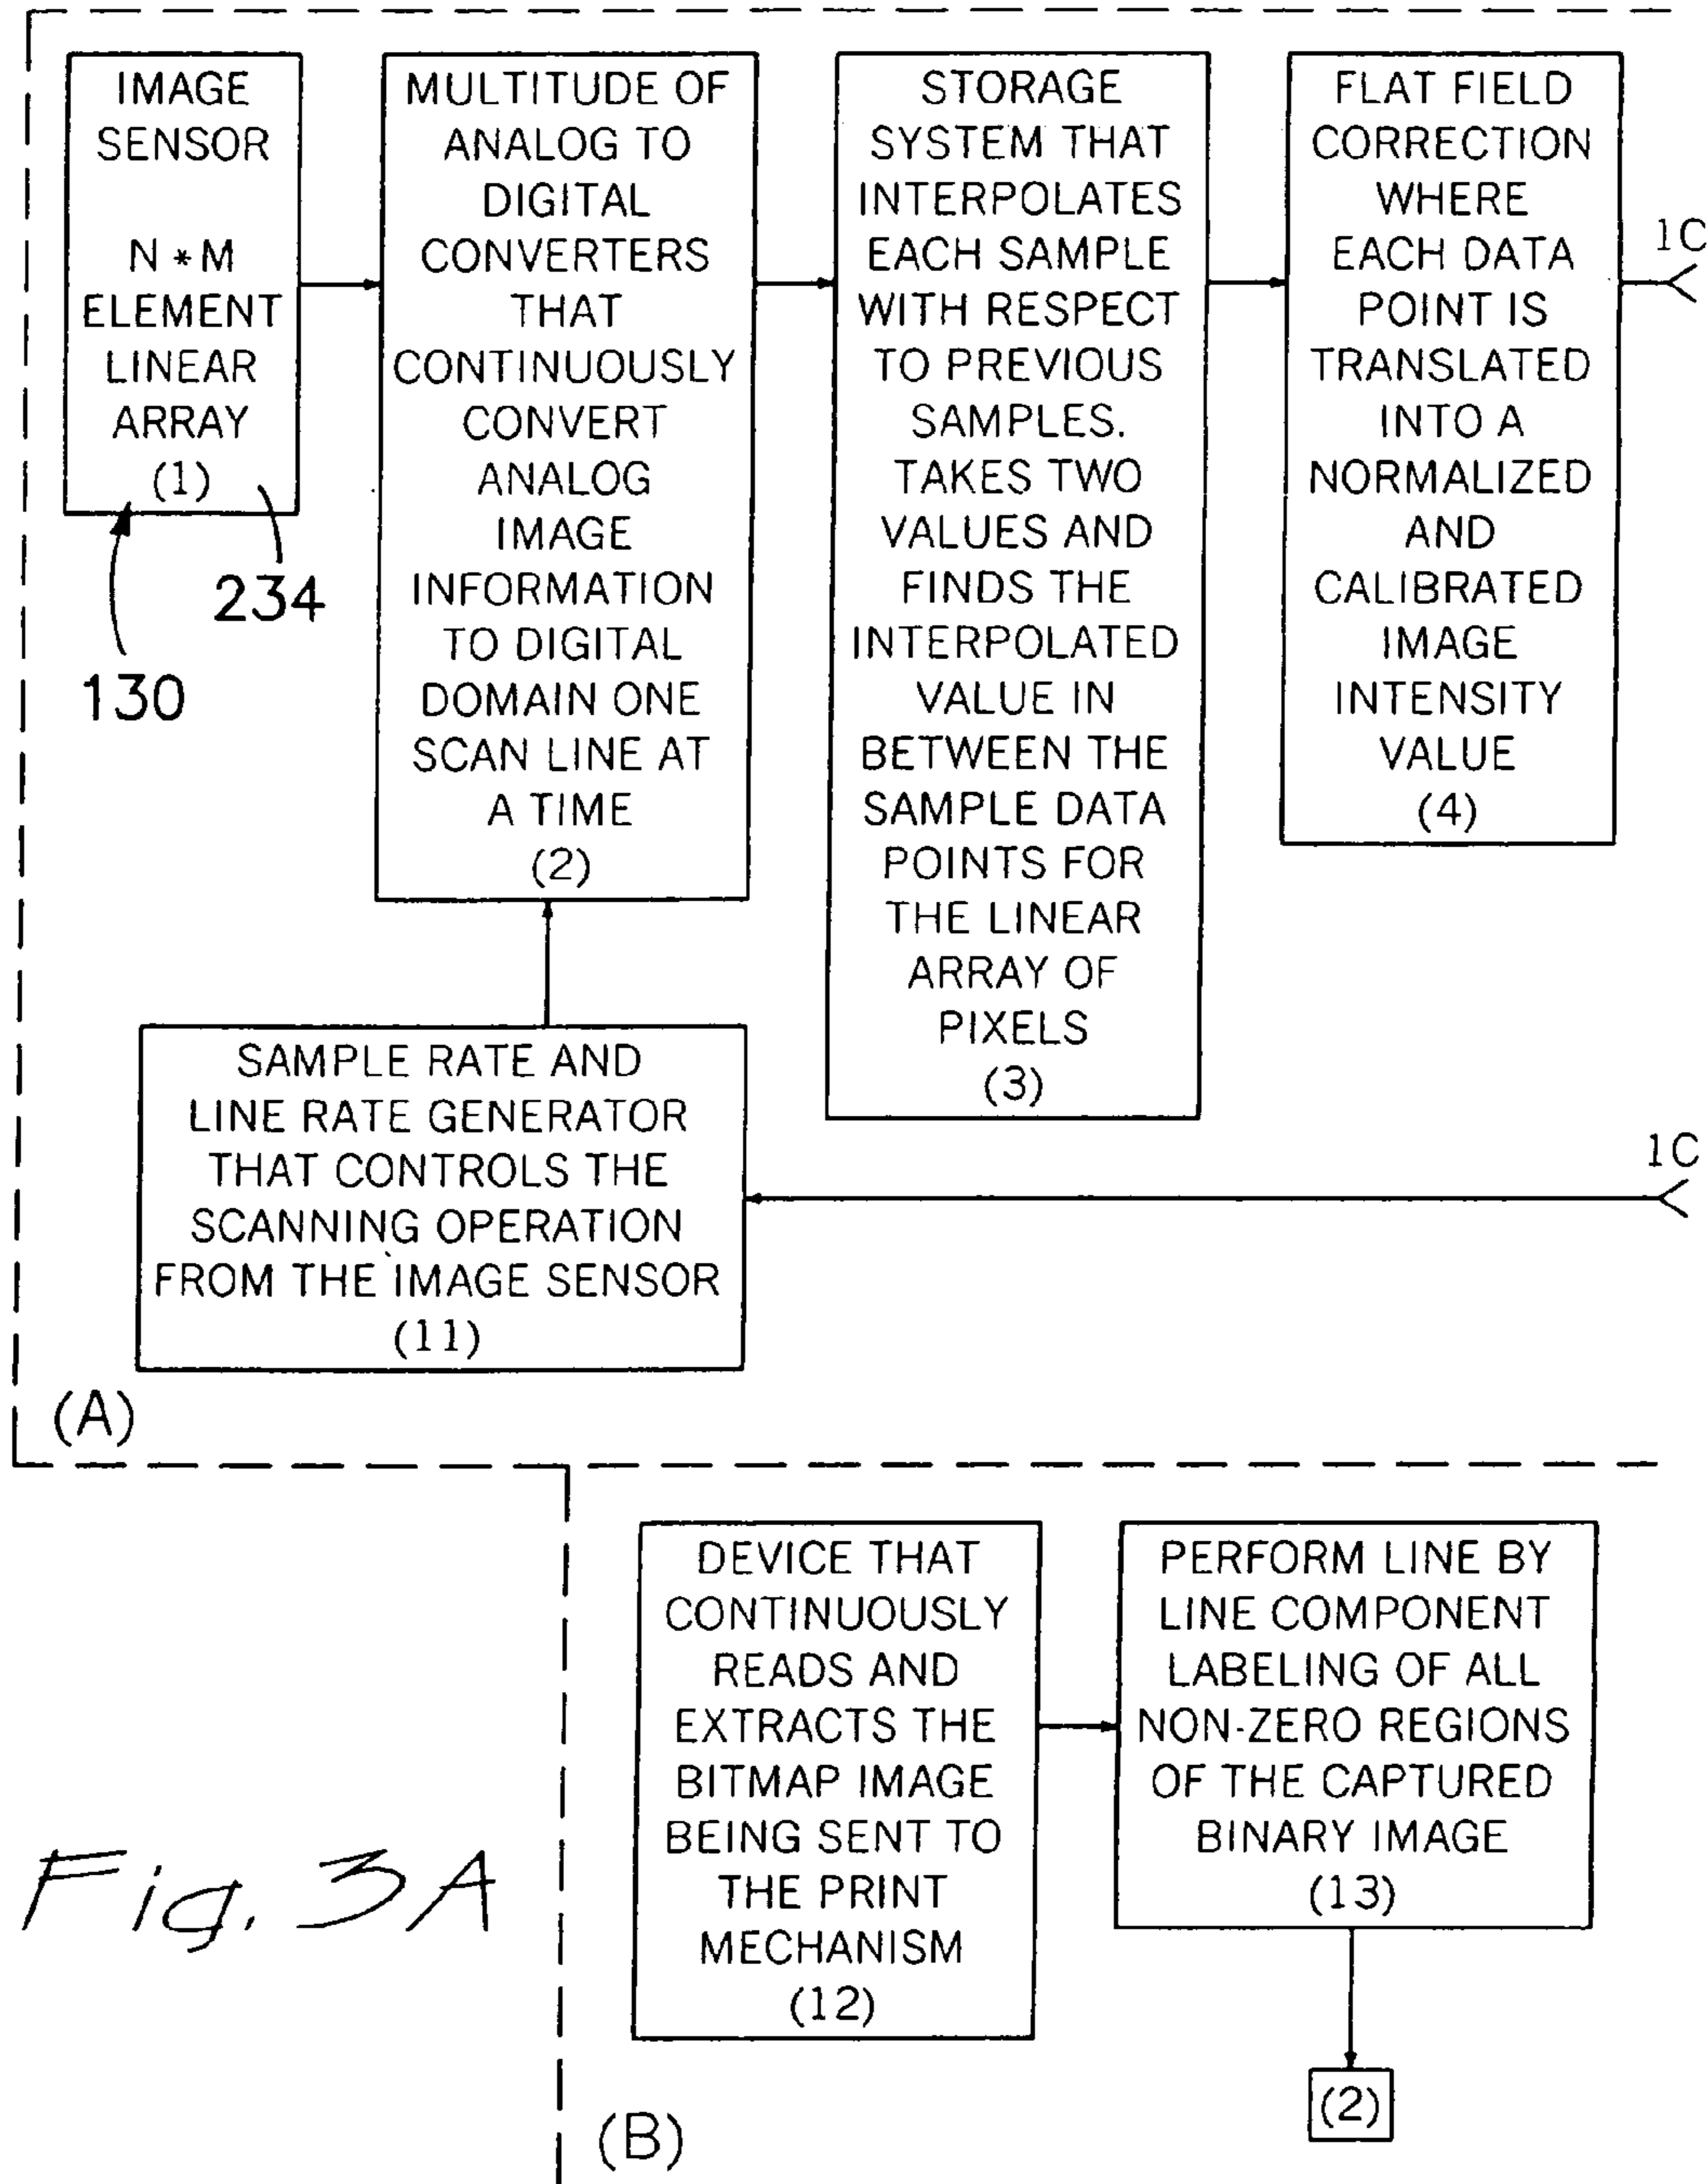 IMAGE
SENSOR
N * M
ELEMENT
LINEAR
ARRAY
(1)
130
234
MULTITUDE OF
ANALOG TO
DIGITAL
CONVERTERS
THAT
CONTINUOUSLY
CONVERT
ANALOG
IMAGE
INFORMATION
TO DIGITAL
DOMAIN ONE
SCAN LINE AT
A TIME
(2)
STORAGE
SYSTEM THAT
INTERPOLATES
EACH SAMPLE
WITH RESPECT
TO PREVIOUS
SAMPLES.
TAKES TWO
VALUES AND
FINDS THE
INTERPOLATED
VALUE IN
BETWEEN THE
SAMPLE DATA
POINTS FOR
THE LINEAR
ARRAY OF
PIXELS
(3)
FLAT FIELD
CORRECTION
WHERE
EACH DATA
POINT IS
TRANSLATED
INTO A
NORMALIZED
AND
CALIBRATED
IMAGE
INTENSITY
VALUE
(4)
1C
SAMPLE RATE AND
LINE RATE GENERATOR
THAT CONTROLS THE
SCANNING OPERATION
FROM THE IMAGE SENSOR
(11)
1C
(A)
DEVICE THAT
CONTINUOUSLY
READS AND
EXTRACTS THE
BITMAP IMAGE
BEING SENT TO
THE PRINT
MECHANISM
(12)
PERFORM LINE BY
LINE COMPONENT
LABELING OF ALL
NON-ZERO REGIONS
OF THE CAPTURED
BINARY IMAGE
(13)
(2)
(B)
Fig. 3A